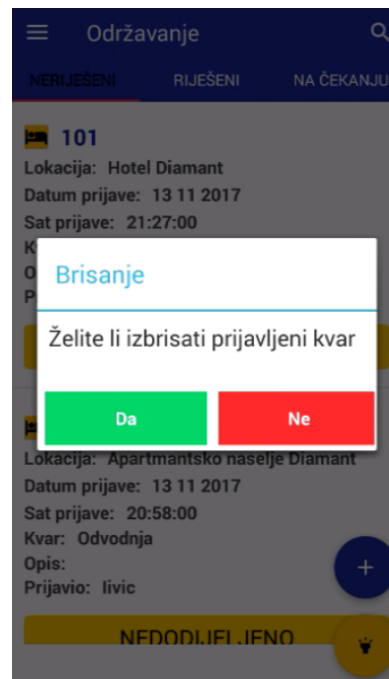 Održavanje
NERIJEŠENI RIJEŠENI NA ČEKANJU
101
Lokacija: Hotel Diamant
Datum prijave: 13 11 2017
Sat prijave: 21:27:00
K
O
P
Brisanje
Želite li izbrisati prijavljeni kvar
Da Ne
Lokacija: Apartmantsko naselje Diamant
Datum prijave: 13 11 2017
Sat prijave: 20:58:00
Kvar: Odvodnja
Opis:
Prijavio: livic
NEDODIJELJENO